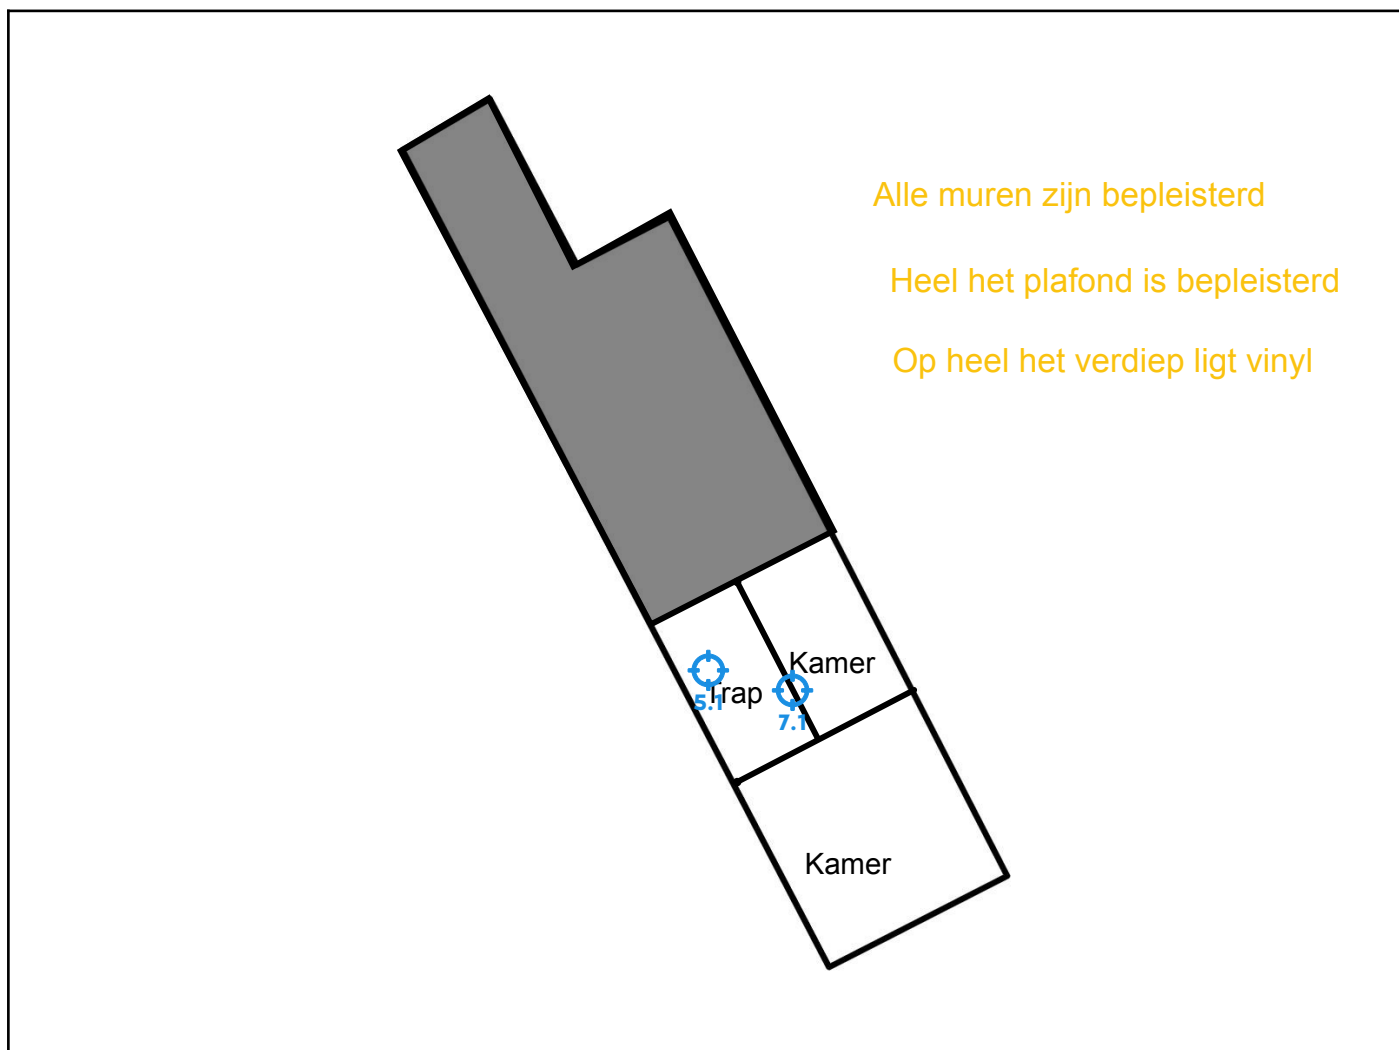 Alle muren zijn bepleisterd
Heel het plafond is bepleisterd
Op heel het verdiep ligt vinyl
Kamer
Trap
5.1
7.1
Kamer